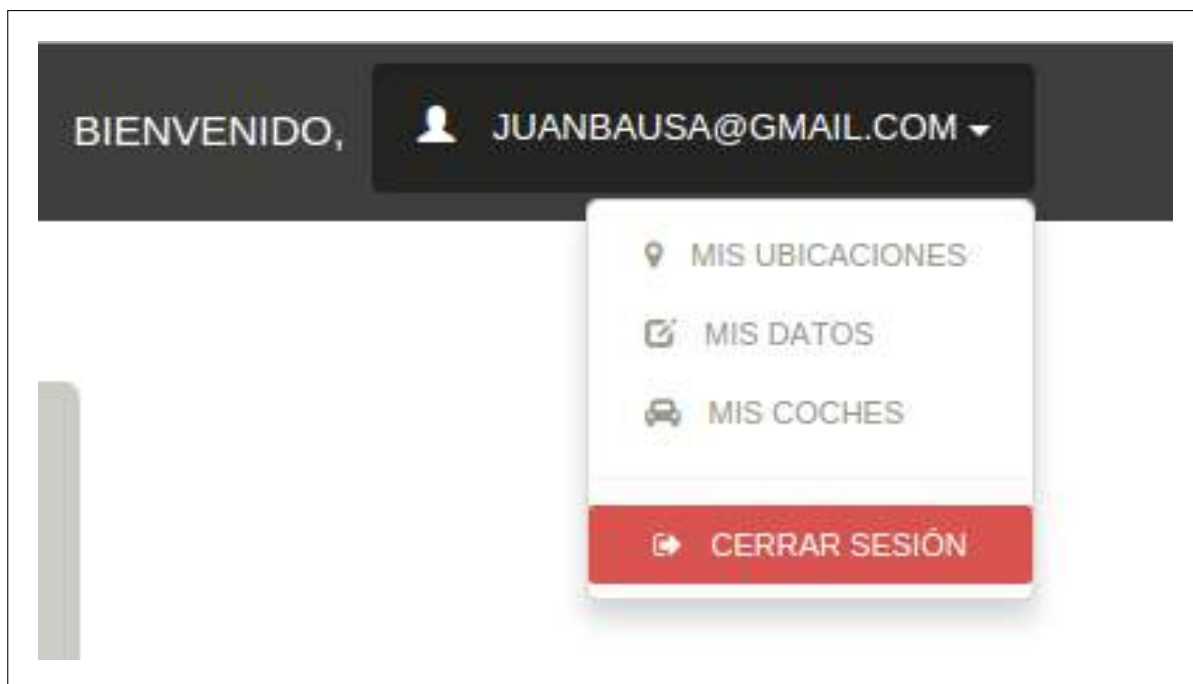 BIENVENIDO, JUANBAUSA@GMAIL.COM
MIS UBICACIONES
MIS DATOS
MIS COCHES
CERRAR SESIÓN